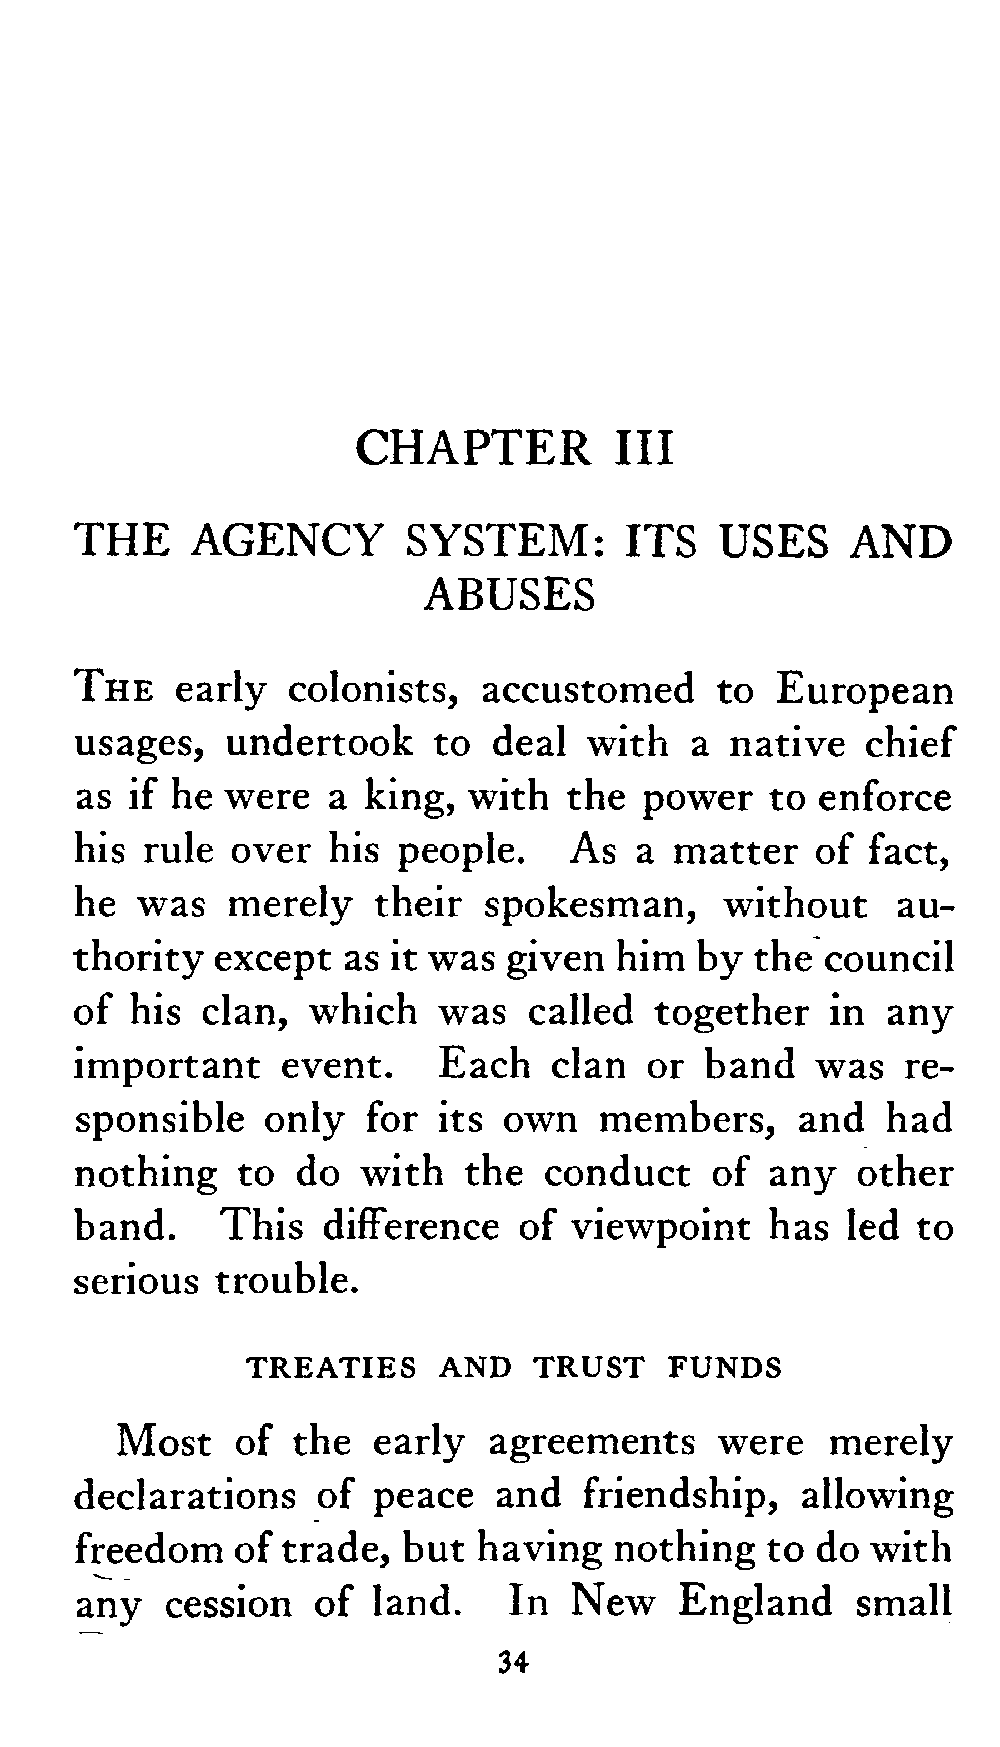 CHAPTER III
THE AGENCY SYSTEM: ITS USES AND
ABUSES
THE early colonists, accustomed to European
usages, undertook to deal with a native chief
as if he were a king, with the power to enforce
his rule over his people. As a matter of fact,
he was merely their spokesman, without au-
thority except as it was given him by the council
of his clan, which was called together in any
important event. Each clan or band was re-
sponsible only for its own members, and had
nothing to do with the conduct of any other
band. This difference of viewpoint has led to
serious trouble.
TREATIES AND TRUST FUNDS
Most of the early agreements were merely
declarations of peace and friendship, allowing
freedom of trade, but having nothing to do with
any cession of land. In New England small
34